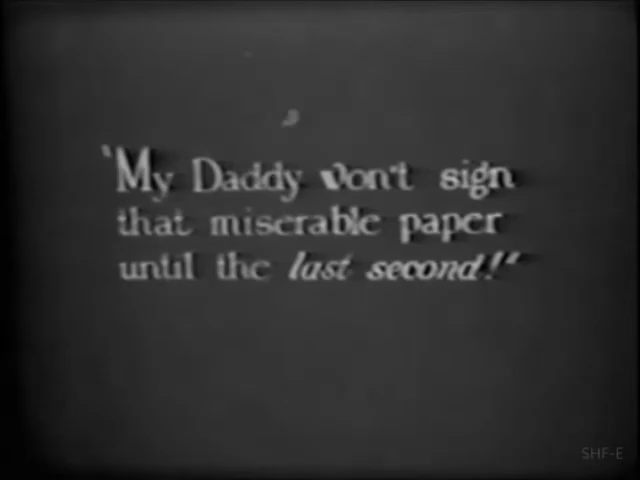 "My Daddy won't sign
that miserable paper
until the last second!"
SHF-E